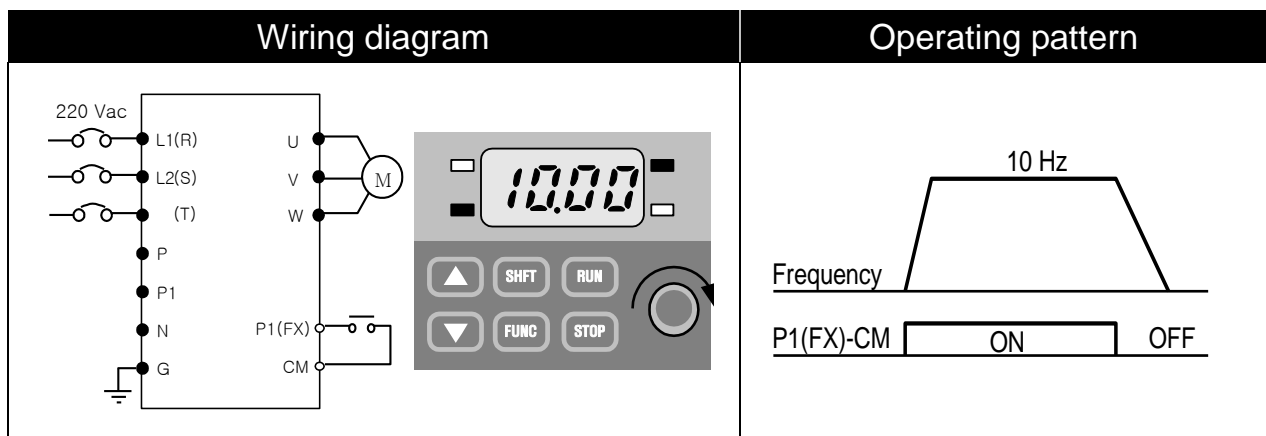 Wiring diagram
Operating pattern
220 Vac
L1(R)
L2(S)
(T)
P
P1
N
G
U
V
W
M
P1(FX)
CM
10.00
SHFT
RUN
FUNC
STOP
10 Hz
Frequency
P1(FX)-CM
ON
OFF